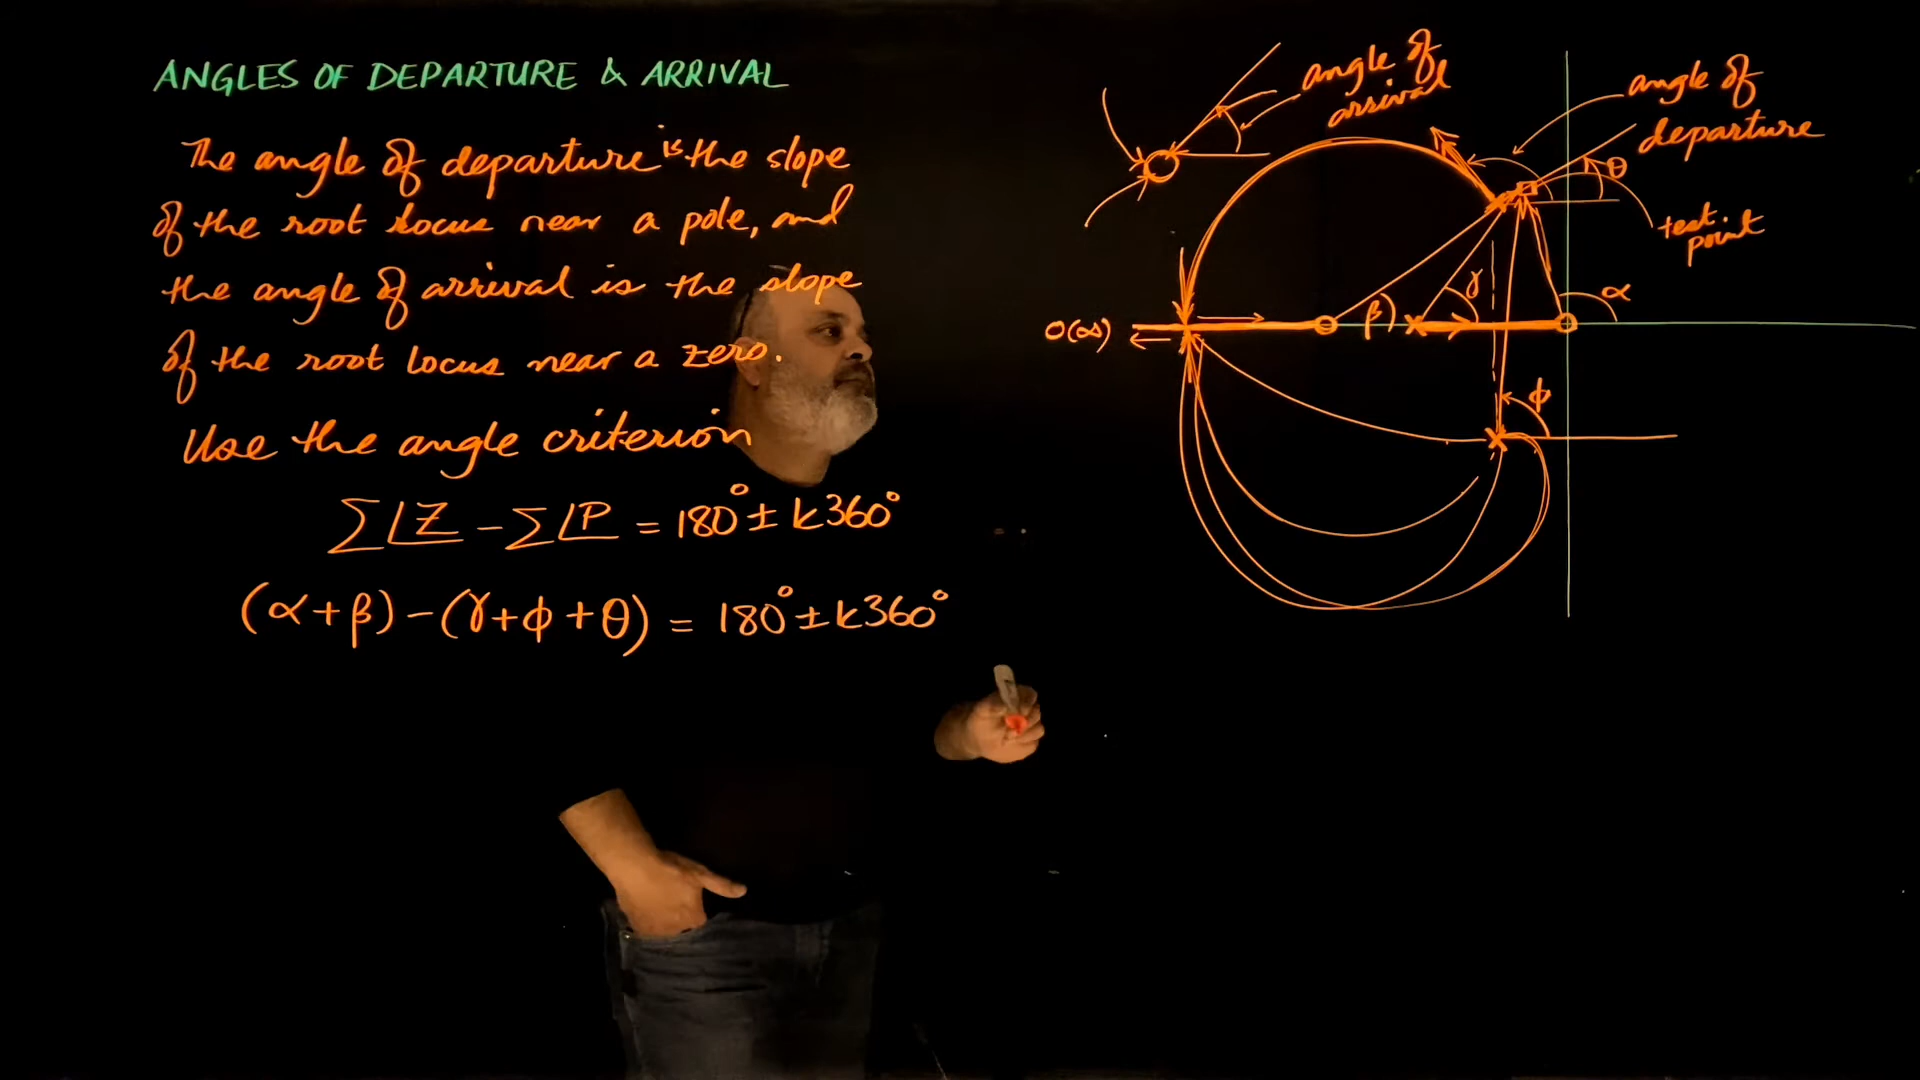 ANGLES OF DEPARTURE & ARRIVAL
The angle of departure is the slope
of the root locus near a pole, and
the angle of arrival is the slope
of the root locus near a zero.
Use the angle criterion
∑∠Z - ∑∠P = 180° ± k360°
(α+β) - (γ+φ+θ) = 180° ± k360°
angle of
arrival
angle of
departure
θ
test
point
γ
α
β
O(∞)
φ